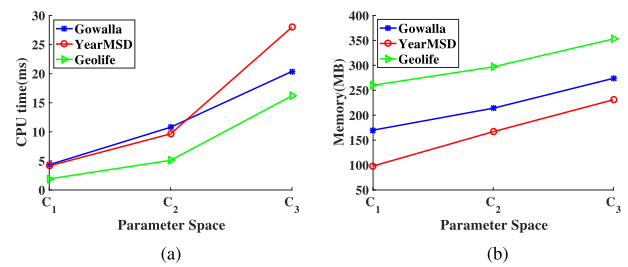 30
25
20
15
10
5
0
CPU time(ms)
Gowalla
YearMSD
Geolife
C1
C2
C3
Parameter Space
(a)
400
350
300
250
200
150
100
50
Memory(MB)
Gowalla
YearMSD
Geolife
C1
C2
C3
Parameter Space
(b)